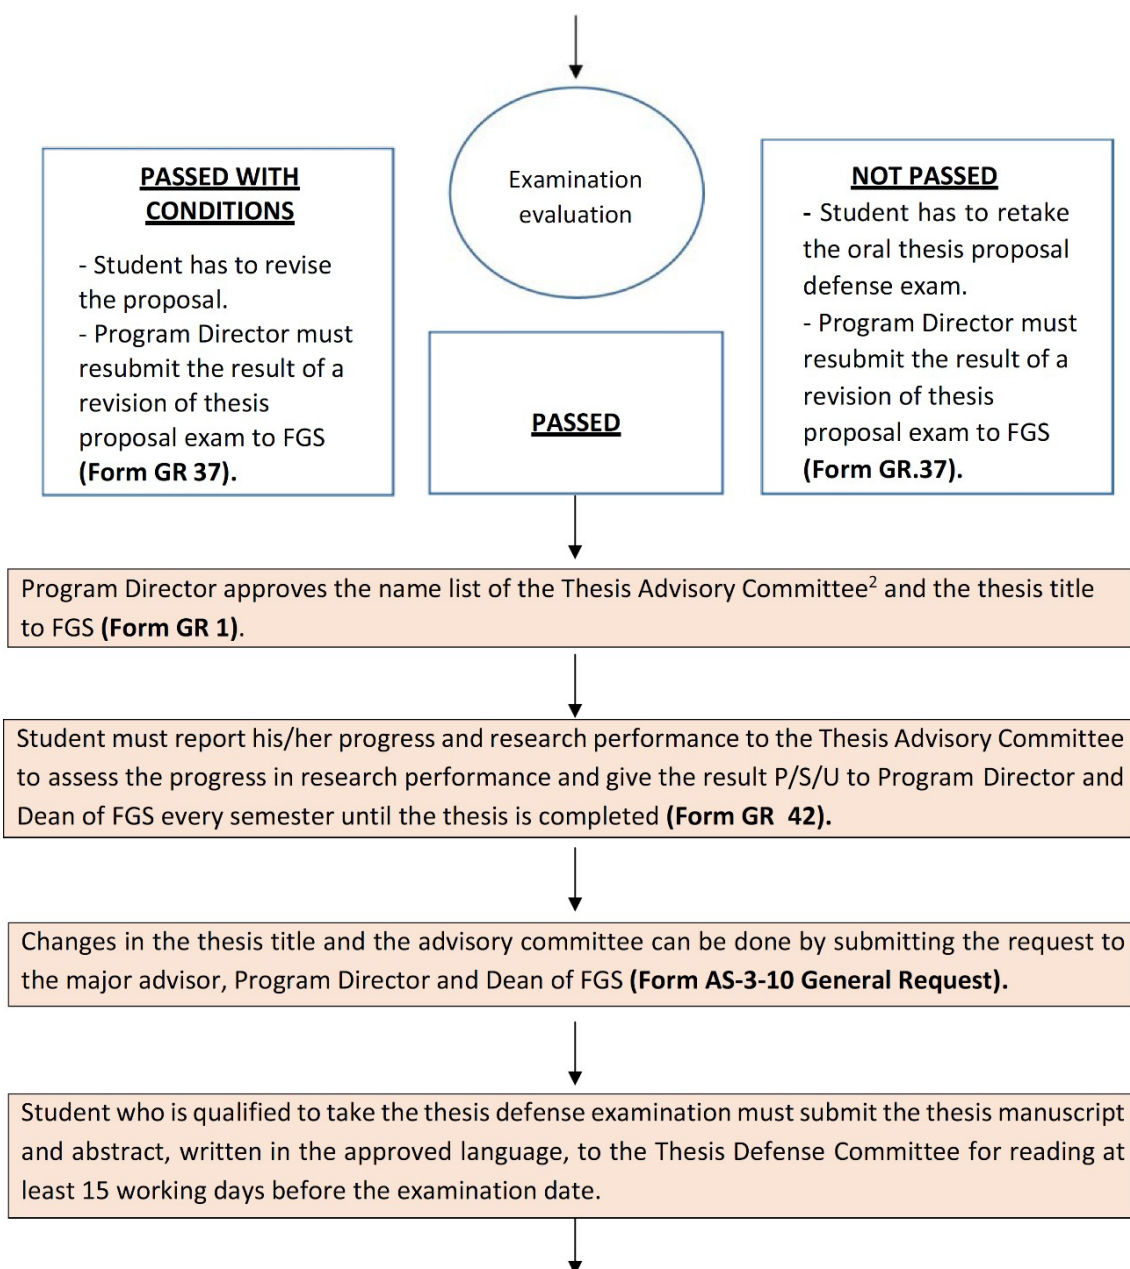 Examination
evaluation
PASSED WITH
CONDITIONS
- Student has to revise
the proposal.
- Program Director must
resubmit the result of a
revision of thesis
proposal exam to FGS
(Form GR 37).
PASSED
NOT PASSED
- Student has to retake
the oral thesis proposal
defense exam.
- Program Director must
resubmit the result of a
revision of thesis
proposal exam to FGS
(Form GR.37).
Program Director approves the name list of the Thesis Advisory Committee² and the thesis title
to FGS (Form GR 1).
Student must report his/her progress and research performance to the Thesis Advisory Committee
to assess the progress in research performance and give the result P/S/U to Program Director and
Dean of FGS every semester until the thesis is completed (Form GR 42).
Changes in the thesis title and the advisory committee can be done by submitting the request to
the major advisor, Program Director and Dean of FGS (Form AS-3-10 General Request).
Student who is qualified to take the thesis defense examination must submit the thesis manuscript
and abstract, written in the approved language, to the Thesis Defense Committee for reading at
least 15 working days before the examination date.